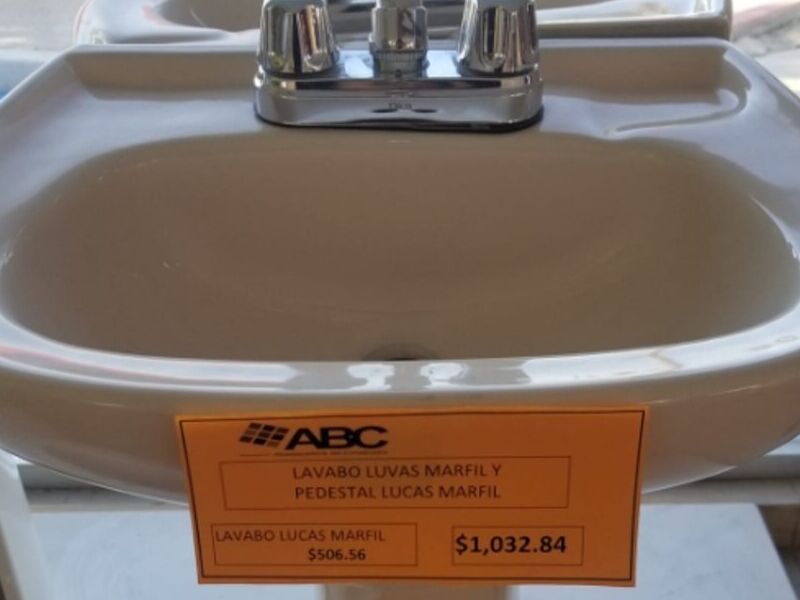 ABC
LAVABO LUVAS MARFIL Y
PEDESTAL LUCAS MARFIL
LAVABO LUCAS MARFIL
$506.56
$1,032.84